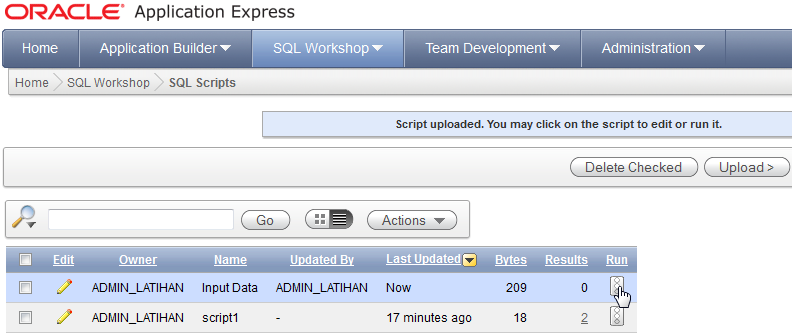 ORACLE Application Express
Home Application Builder SQL Workshop Team Development Administration
Home SQL Workshop SQL Scripts
Script uploaded. You may click on the script to edit or run it.
Delete Checked Upload >
Go Actions
Edit Owner Name Updated By Last Updated Bytes Results Run
ADMIN_LATIHAN Input Data ADMIN_LATIHAN Now 209 0
ADMIN_LATIHAN script1 - 17 minutes ago 18 2